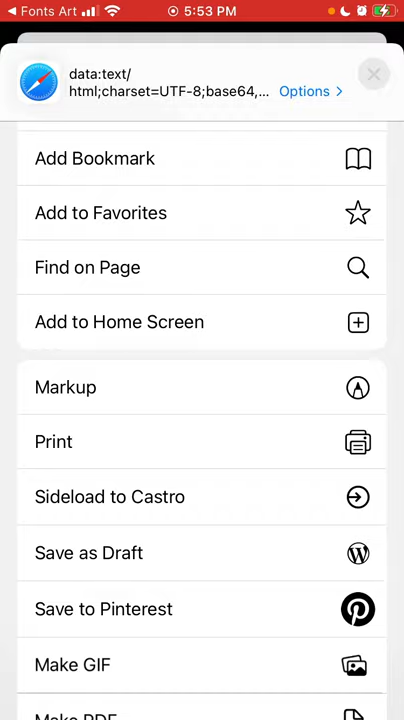 Fonts Art
5:53 PM
data:text/
html;charset=UTF-8;base64,...
Options
Add Bookmark
Add to Favorites
Find on Page
Add to Home Screen
Markup
Print
Sideload to Castro
Save as Draft
Save to Pinterest
Make GIF
Make PDF